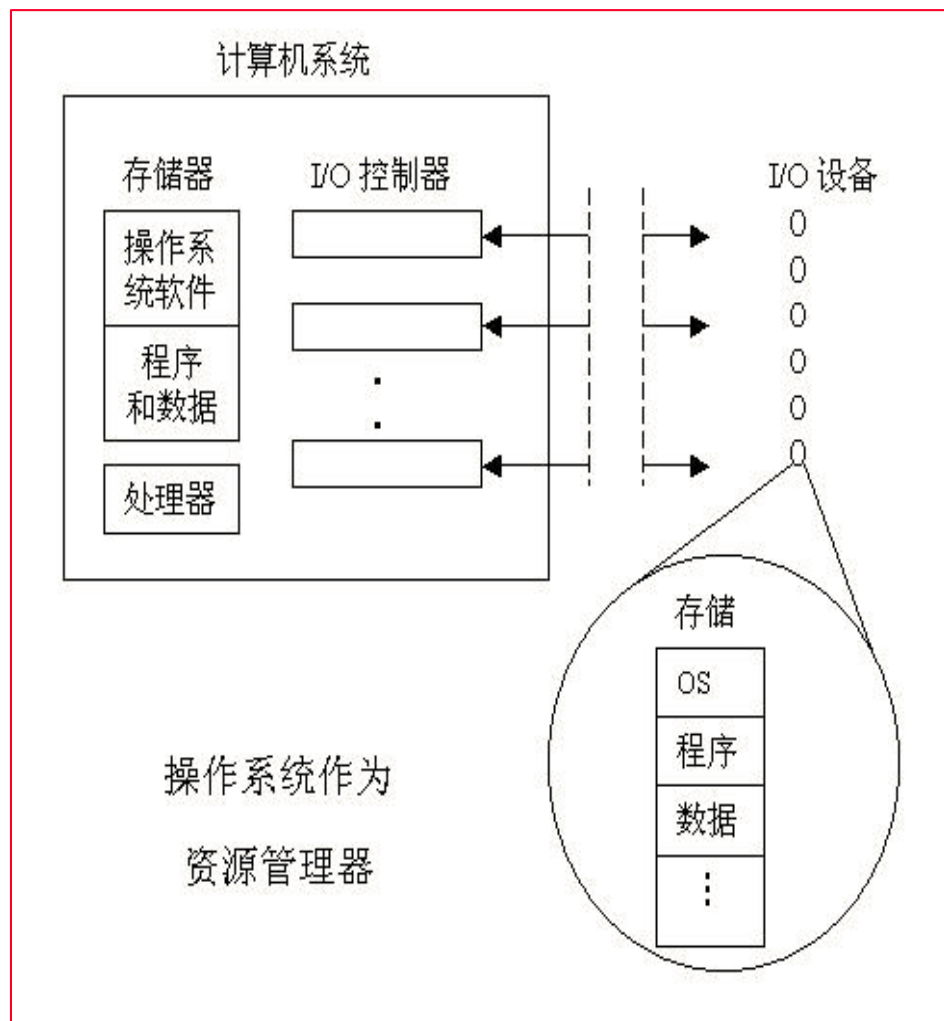 计算机系统
存储器
操作系
统软件
程序
和数据
处理器
I/O 控制器
I/O 设备
存储
OS
程序
数据
操作系统作为
资源管理器